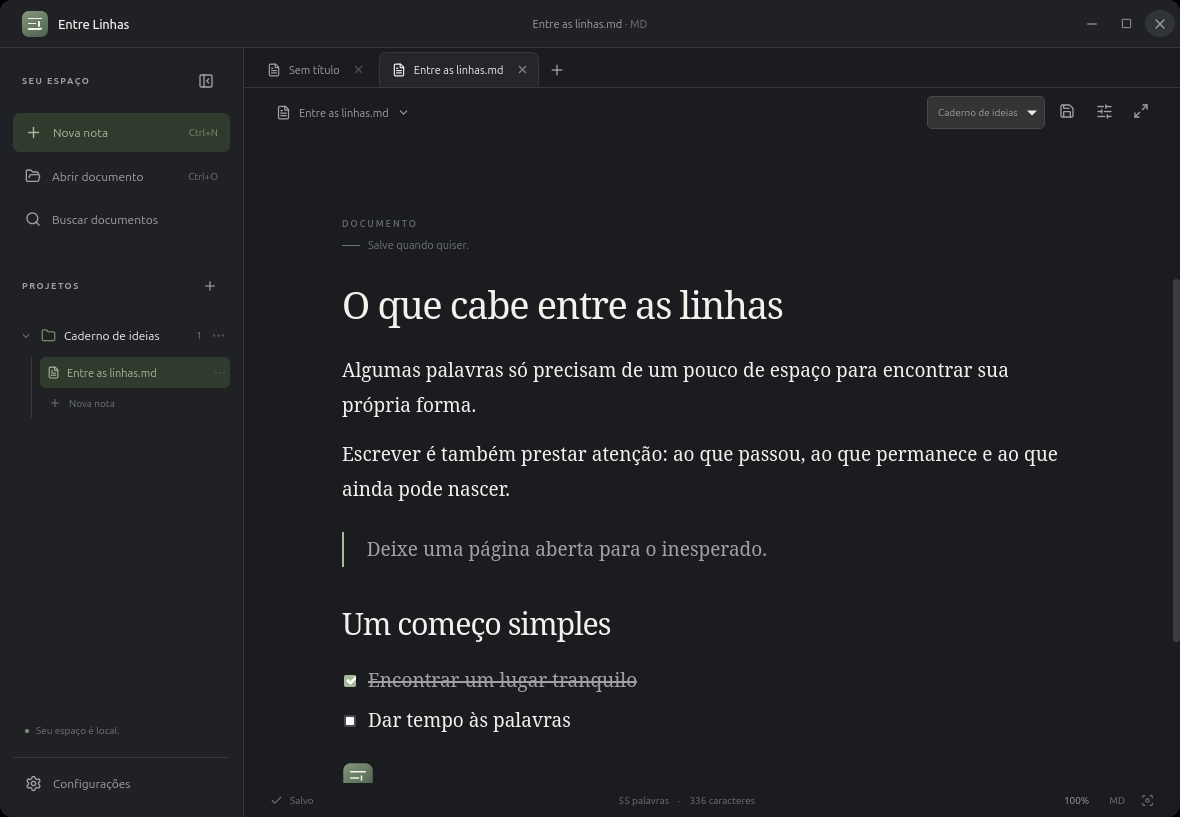 Entre Linhas
Entre as linhas.md · MD
SEU ESPAÇO
Nova nota Ctrl+N
Abrir documento Ctrl+O
Buscar documentos
PROJETOS
Caderno de ideias 1
Entre as linhas.md
Nova nota
Seu espaço é local.
Configurações
Sem título
Entre as linhas.md
Entre as linhas.md
Caderno de ideias
DOCUMENTO
Salve quando quiser.
O que cabe entre as linhas
Algumas palavras só precisam de um pouco de espaço para encontrar sua
própria forma.
Escrever é também prestar atenção: ao que passou, ao que permanece e ao que
ainda pode nascer.
Deixe uma página aberta para o inesperado.
Um começo simples
Encontrar um lugar tranquilo
Dar tempo às palavras
Salvo
55 palavras · 336 caracteres
100%
MD